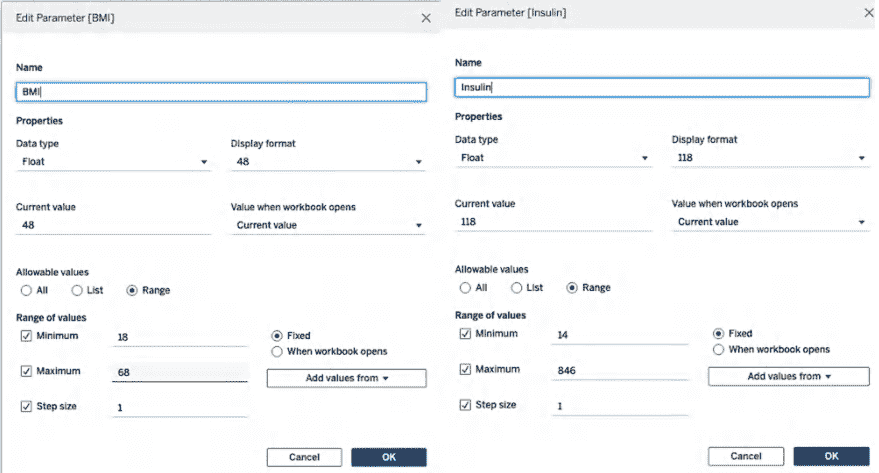 Edit Parameter [BMI]
Name
BMI
Properties
Data type
Display format
Float
48
Current value
Value when workbook opens
48
Current value
Allowable values
All
List
Range
Range of values
Minimum
18
Fixed
When workbook opens
Maximum
68
Add values from
Step size
1
Cancel
OK
Edit Parameter [Insulin]
Name
Insulin
Properties
Data type
Display format
Float
118
Current value
Value when workbook opens
118
Current value
Allowable values
All
List
Range
Range of values
Minimum
14
Fixed
When workbook opens
Maximum
846
Add values from
Step size
1
Cancel
OK